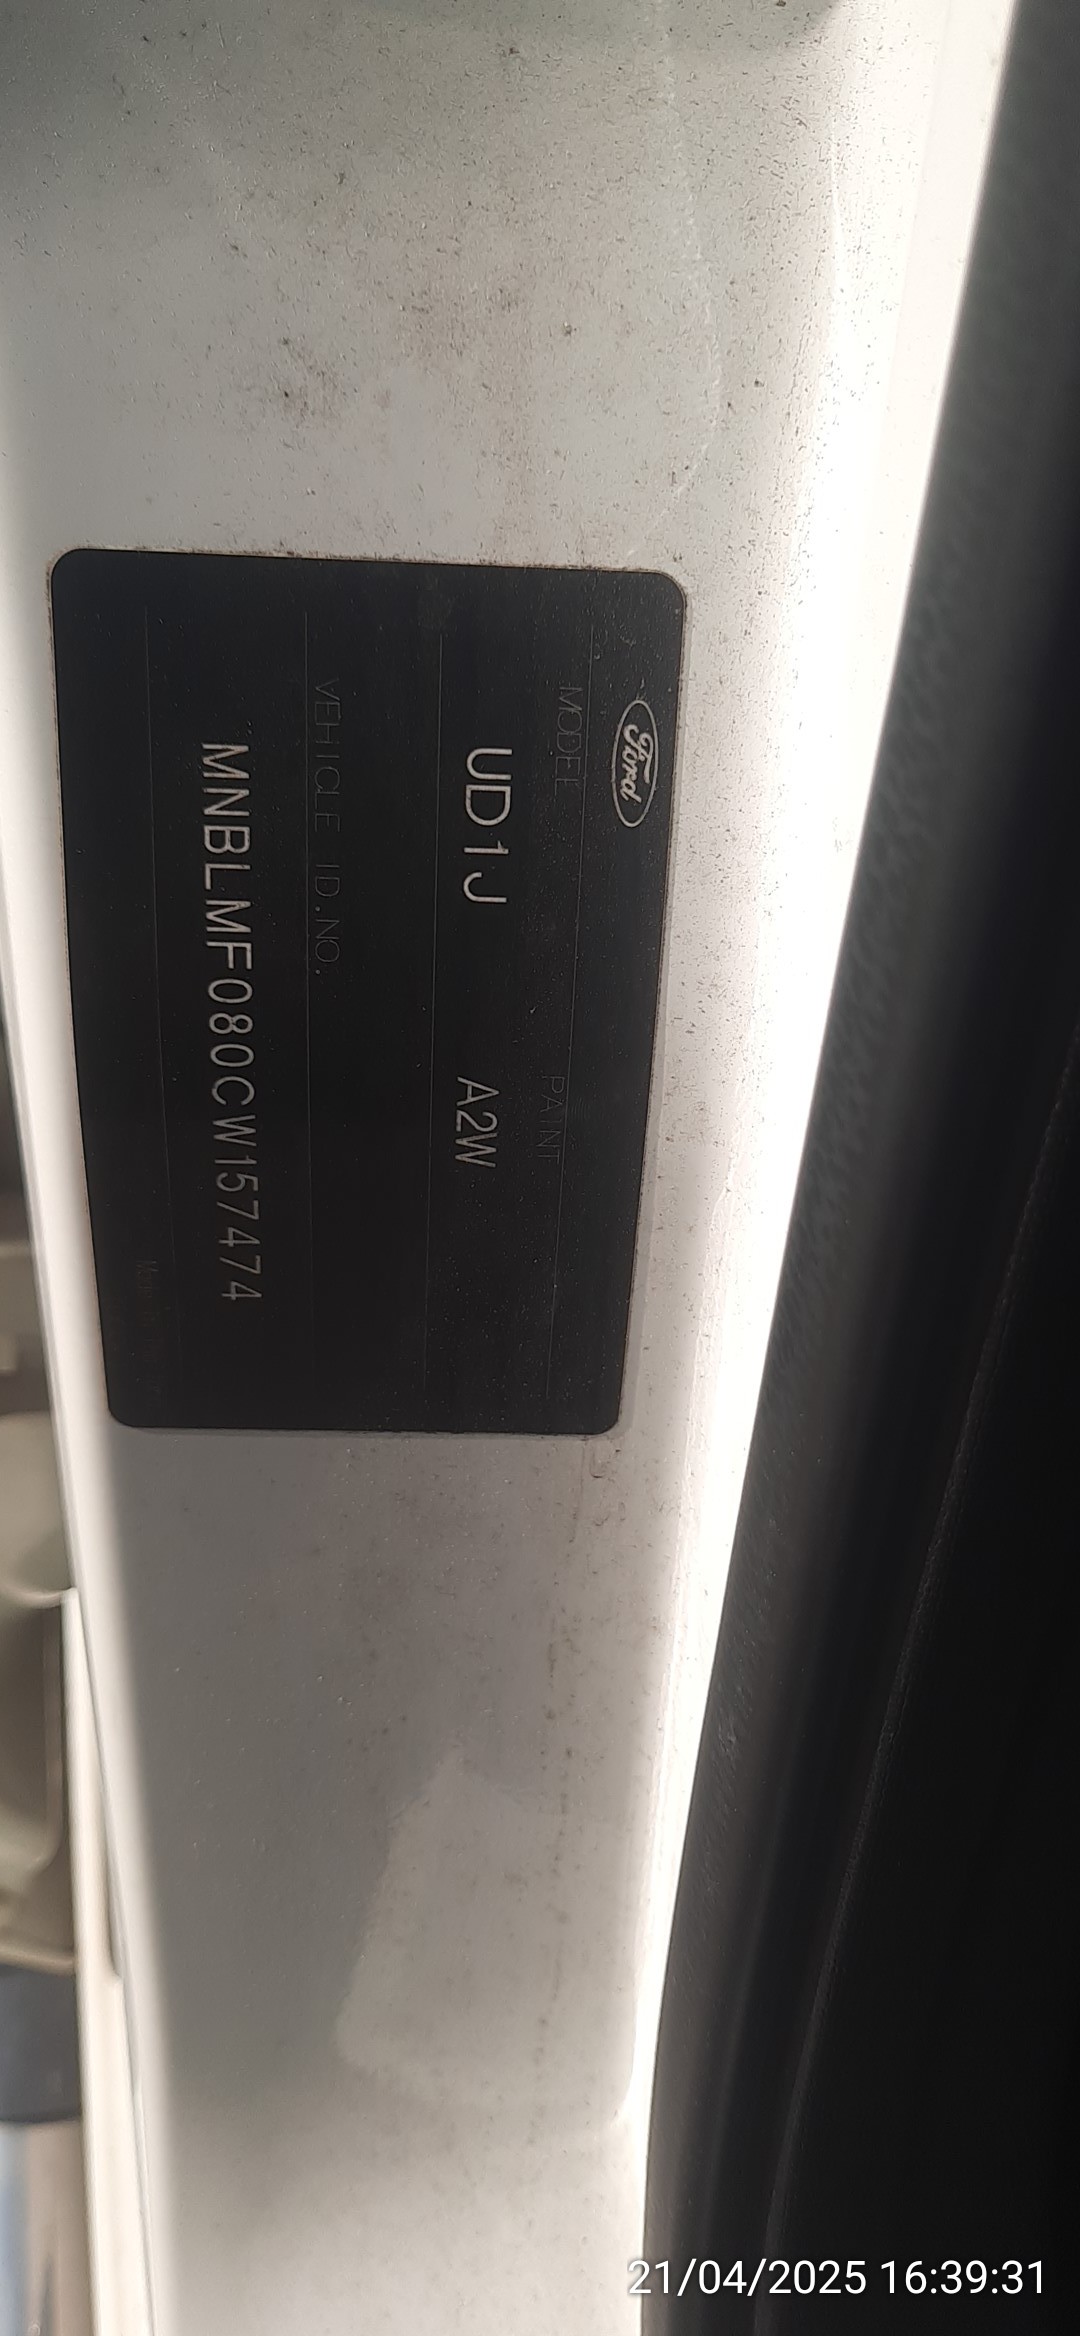 Ford
MODEL PAINT
UD1J A2W
VEHICLE ID.NO.
MNBLMF080CW157474
21/04/2025 16:39:31